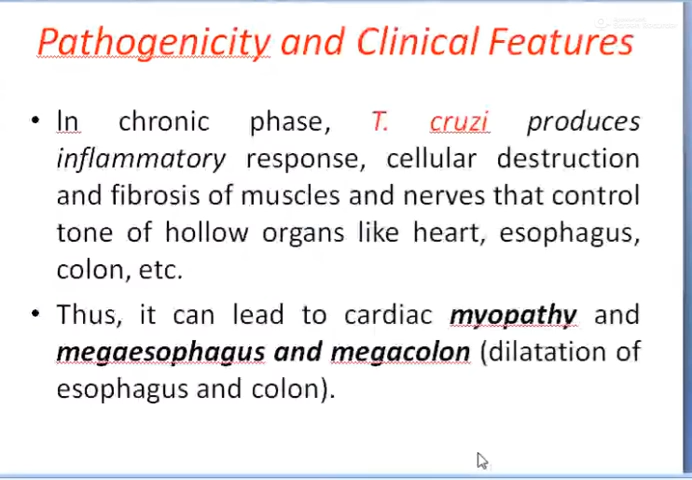 Pathogenicity and Clinical Features
• In chronic phase, T. cruzi produces
inflammatory response, cellular destruction
and fibrosis of muscles and nerves that control
tone of hollow organs like heart, esophagus,
colon, etc.
• Thus, it can lead to cardiac myopathy and
megaesophagus and megacolon (dilatation of
esophagus and colon).